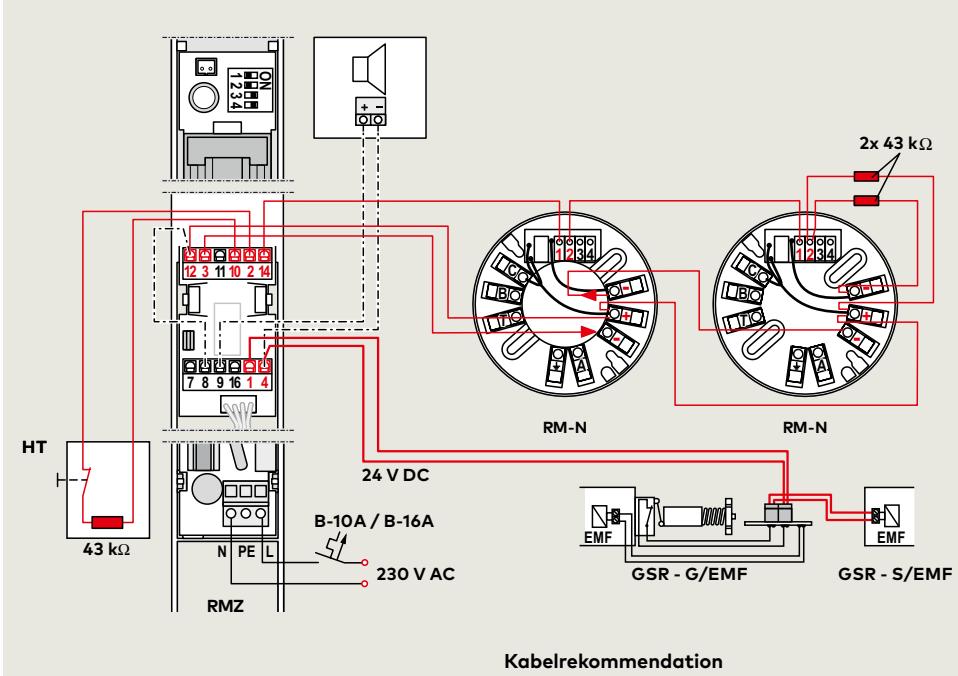 ON
1 2 3 4
+ -
2x 43 kΩ
12 3 11 10 2 14
1 2 3 4
C
B
T
-
+
-
A
1 2 3 4
C
B
T
-
+
-
A
7 8 9 16 1 4
RM-N
RM-N
HT
24 V DC
43 kΩ
B-10A / B-16A
N PE L
230 V AC
RMZ
EMF
EMF
GSR - G/EMF
GSR - S/EMF
Kabelrekommendation